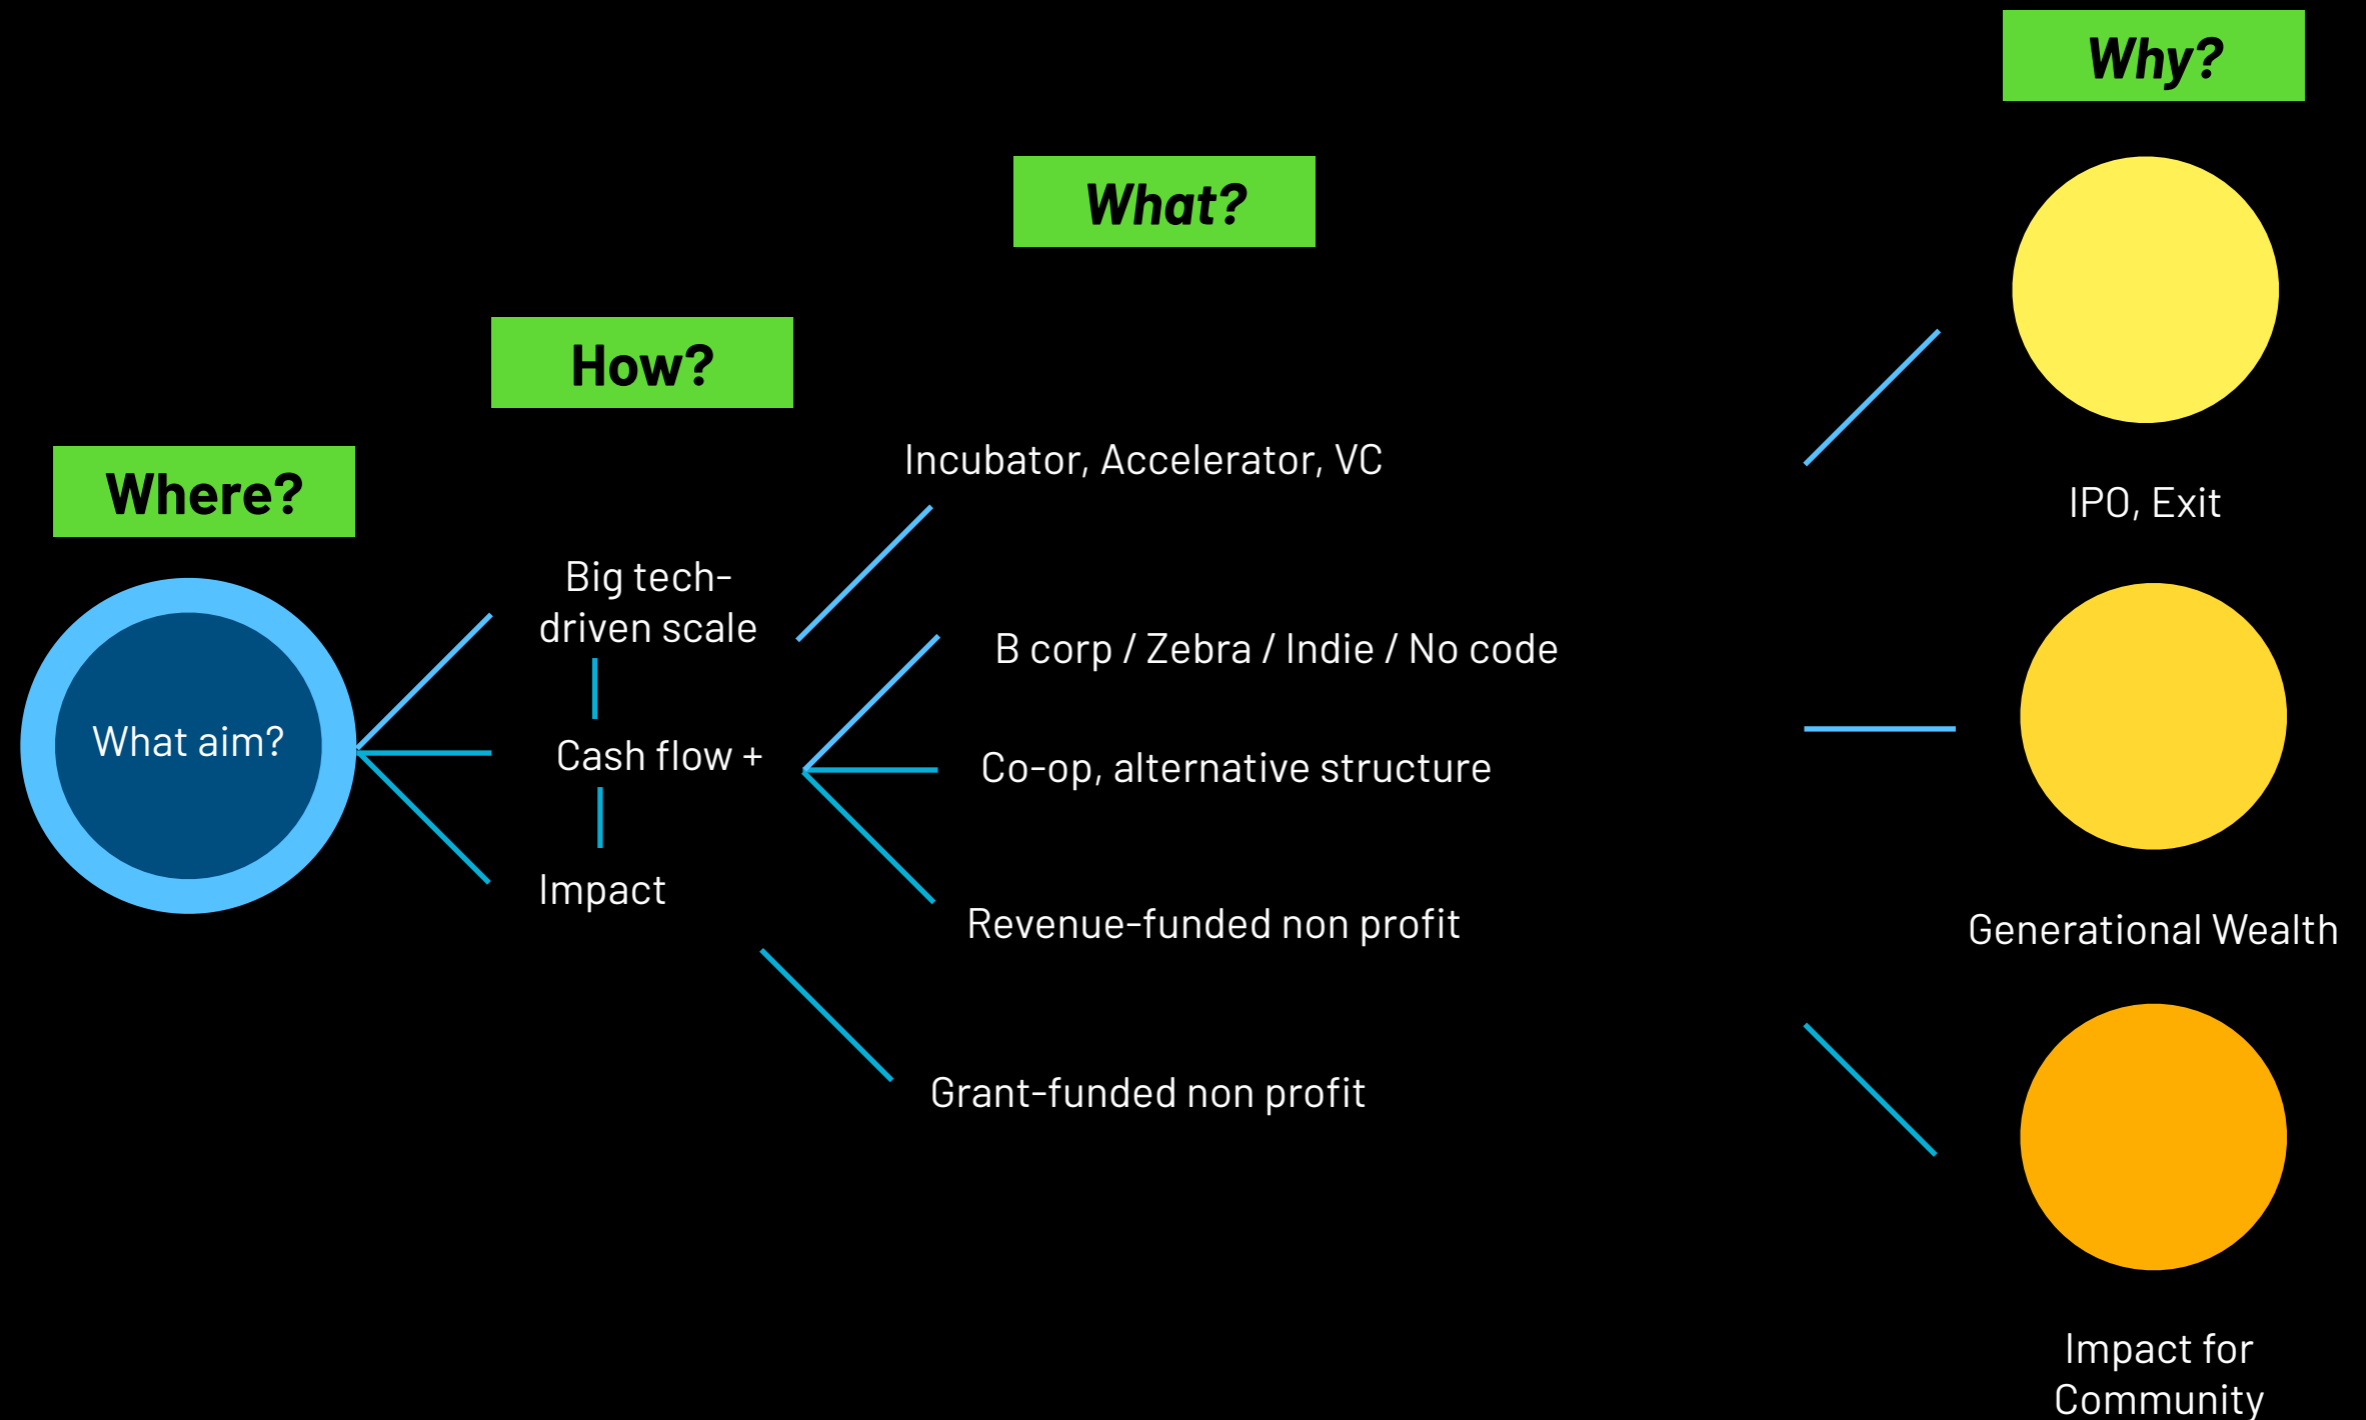 Why?
What?
How?
Where?
What aim?
Big tech-
driven scale
Cash flow +
Impact
Incubator, Accelerator, VC
B corp / Zebra / Indie / No code
Co-op, alternative structure
Revenue-funded non profit
Grant-funded non profit
IPO, Exit
Generational Wealth
Impact for
Community